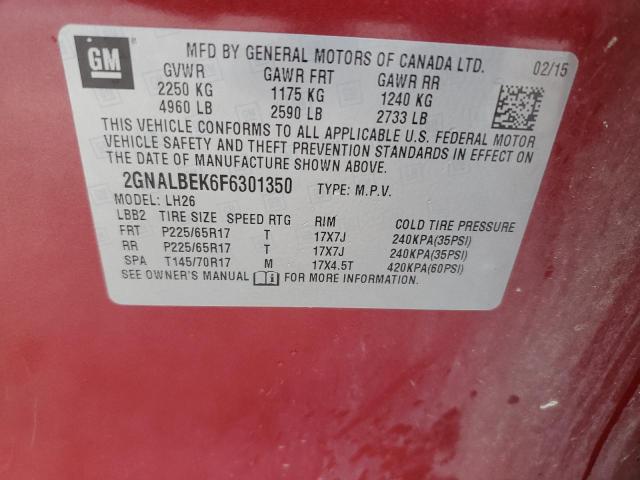 GM
MFD BY GENERAL MOTORS OF CANADA LTD. 02/15
GVWR GAWR FRT GAWR RR
2250 KG 1175 KG 1240 KG
4960 LB 2590 LB 2733 LB
THIS VEHICLE CONFORMS TO ALL APPLICABLE U.S. FEDERAL MOTOR
VEHICLE SAFETY AND THEFT PREVENTION STANDARDS IN EFFECT ON
THE DATE OF MANUFACTURE SHOWN ABOVE.
2GNALBEK6F6301350 TYPE: M.P.V.
MODEL: LH26
LBB2 TIRE SIZE SPEED RTG RIM COLD TIRE PRESSURE
FRT P225/65R17 T 17X7J 240KPA(35PSI)
RR P225/65R17 T 17X7J 240KPA(35PSI)
SPA T145/70R17 M 17X4.5T 420KPA(60PSI)
SEE OWNER'S MANUAL i FOR MORE INFORMATION.